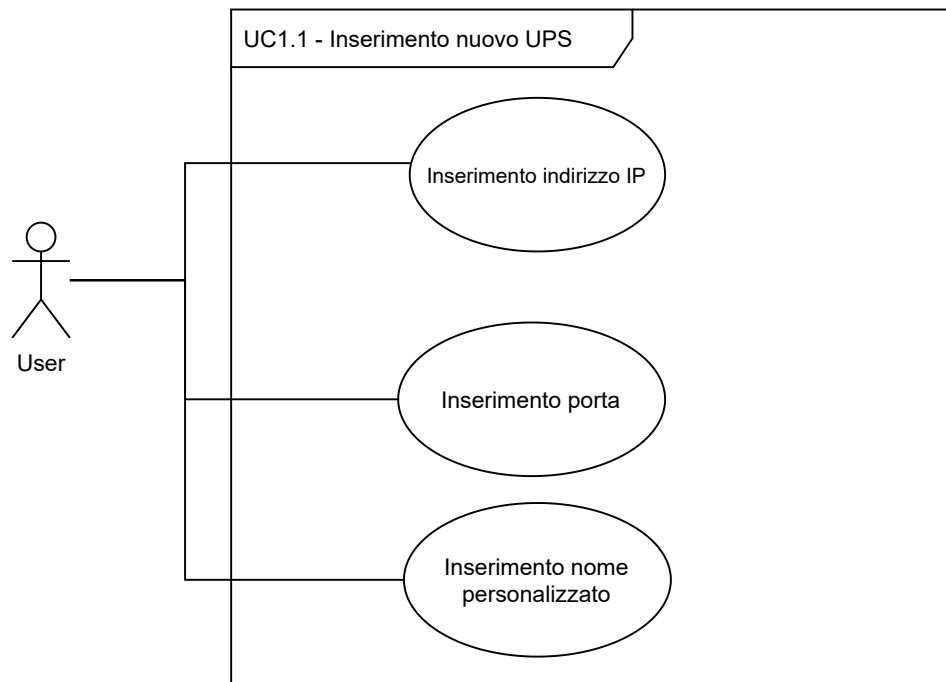 UC1.1 - Inserimento nuovo UPS
Inserimento indirizzo IP
User
Inserimento porta
Inserimento nome
personalizzato